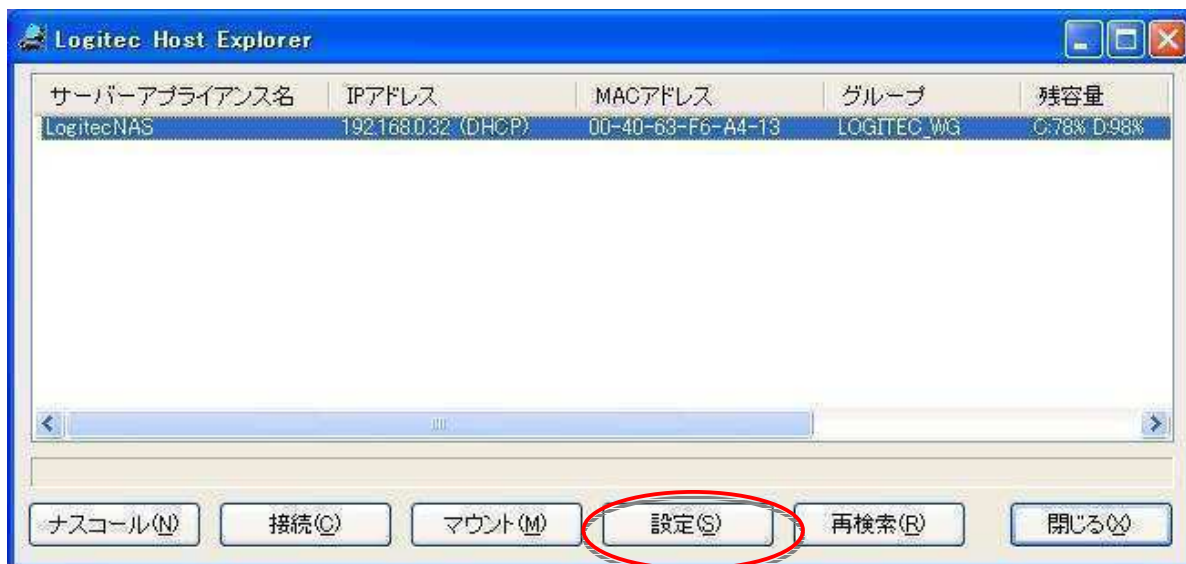 Logitec Host Explorer
サーバーアプライアンス名 IPアドレス MACアドレス グループ 残容量
LogitecNAS 192.168.0.32 (DHCP) 00-40-63-F6-A4-13 LOGITEC_WG C:78% D:98%
ナスコール(N) 接続(C) マウント(M) 設定(S) 再検索(R) 閉じる(X)